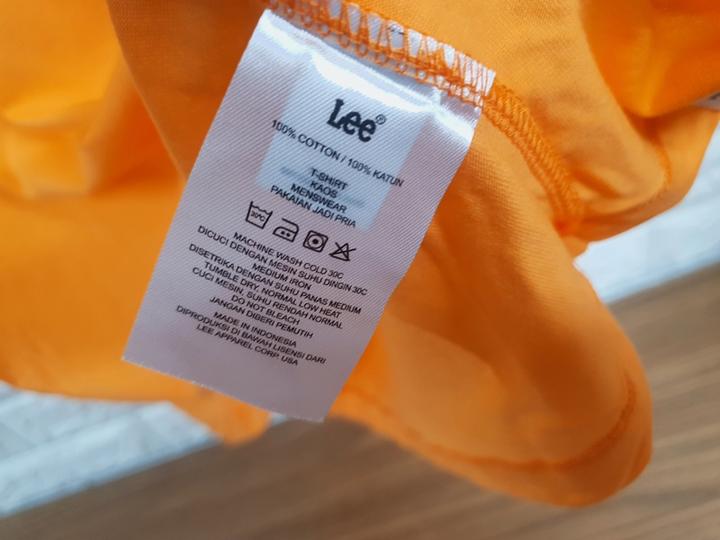 Lee®
100% COTTON / 100% KATUN
T-SHIRT
KAOS
MENSWEAR
PAKAIAN JADI PRIA
30°C
MACHINE WASH COLD 30C
DICUCI DENGAN MESIN SUHU DINGIN 30C
MEDIUM IRON
DISETRIKA DENGAN SUHU PANAS MEDIUM
TUMBLE DRY, NORMAL LOW HEAT
CUCI MESIN, SUHU RENDAH NORMAL
DO NOT BLEACH
JANGAN DIBERI PEMUTIH
MADE IN INDONESIA
DIPRODUKSI DI BAWAH LISENSI DARI
LEE APPAREL CORP. USA